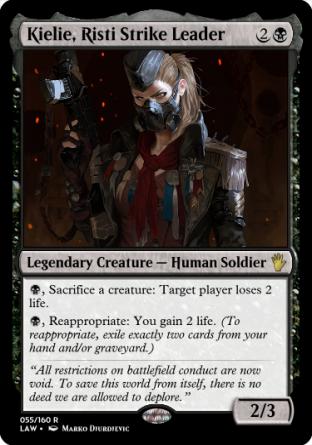 Kielie, Risti Strike Leader 2
Legendary Creature — Human Soldier
, Sacrifice a creature: Target player loses 2
life.
, Reappropriate: You gain 2 life. (To
reappropriate, exile exactly two cards from your
hand and/or graveyard.)
"All restrictions on battlefield conduct are now
void. To save this world from itself, there is no
deed we are allowed to deplore."
2/3
055/160 R
LAW • Marko Djurdjevic